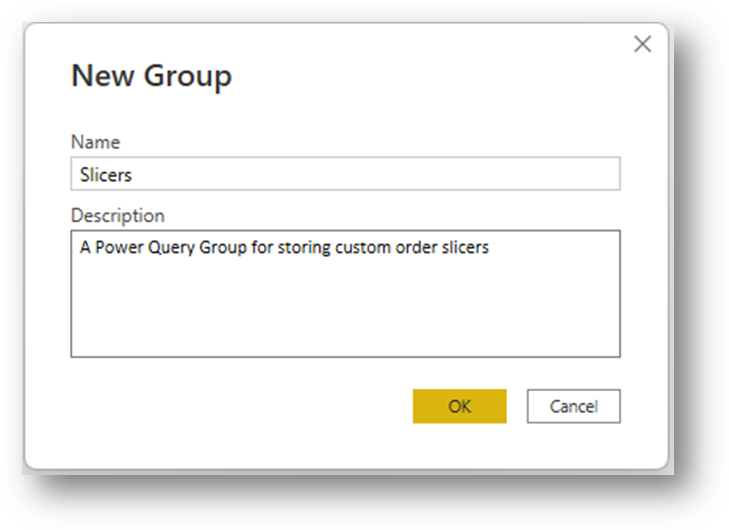 New Group
Name
Slicers
Description
A Power Query Group for storing custom order slicers
OK
Cancel